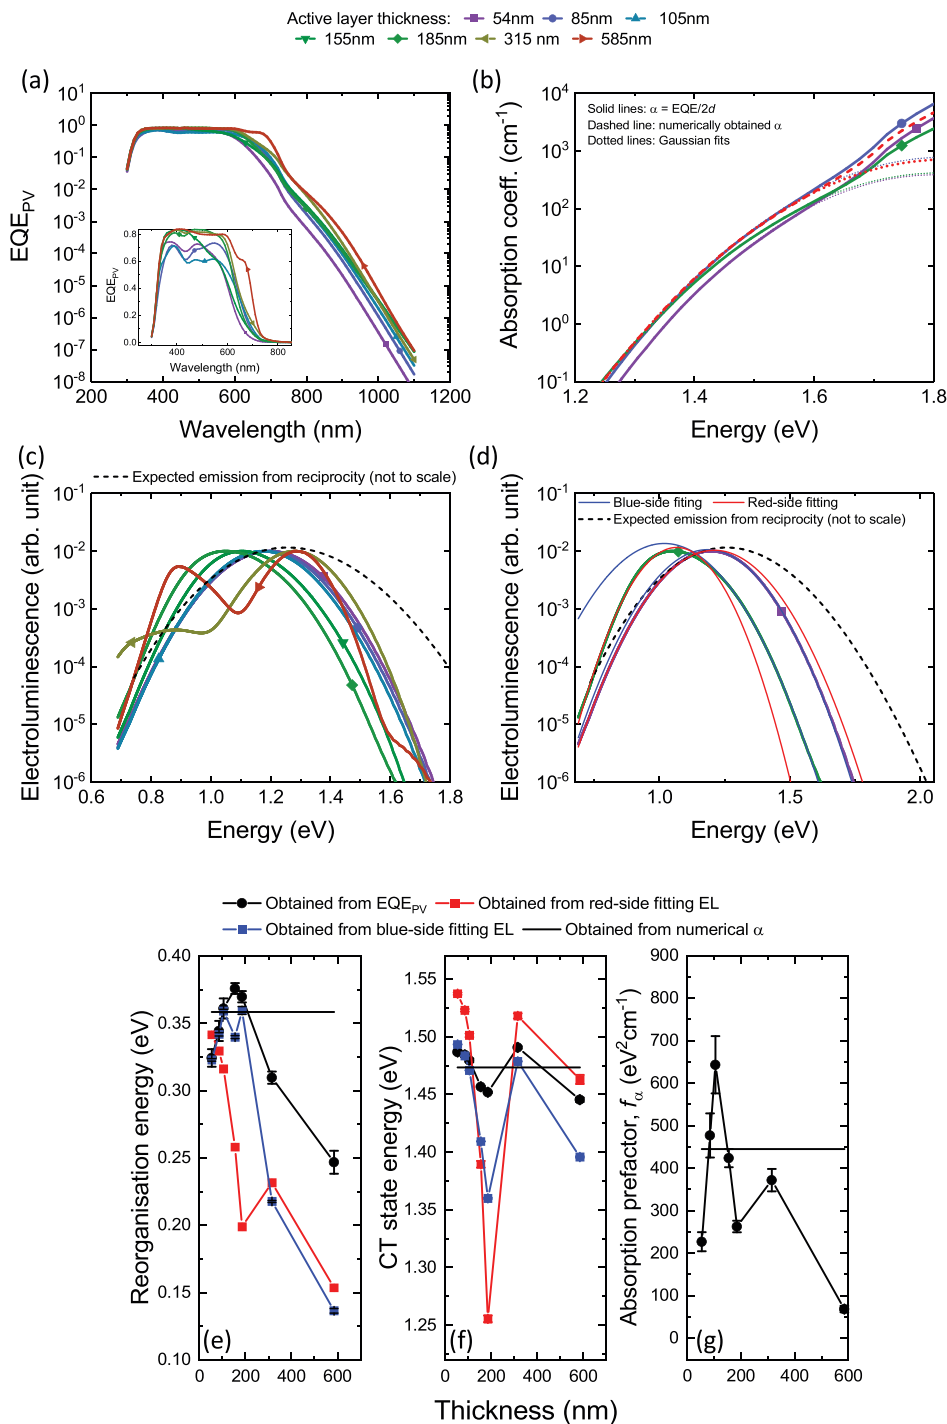 Active layer thickness: 54nm 85nm 105nm
155nm 185nm 315 nm 585nm
(a)
10^1
10^0
10^-1
10^-2
10^-3
10^-4
10^-5
10^-6
10^-7
10^-8
EQE_PV
200 400 600 800 1000 1200
Wavelength (nm)
0.8
0.6
0.4
0.2
0.0
EQE_PV
400 600 800
Wavelength (nm)
(b)
10^4
10^3
10^2
10^1
10^0
10^-1
Absorption coeff. (cm^-1)
Solid lines: α = EQE/2d
Dashed line: numerically obtained α
Dotted lines: Gaussian fits
1.2 1.4 1.6 1.8
Energy (eV)
(c)
Expected emission from reciprocity (not to scale)
10^-1
10^-2
10^-3
10^-4
10^-5
10^-6
Electroluminescence (arb. unit)
0.6 0.8 1.0 1.2 1.4 1.6 1.8
Energy (eV)
(d)
Blue-side fiting Red-side fitting
Expected emission from reciprocity (not to scale)
10^-1
10^-2
10^-3
10^-4
10^-5
10^-6
Electroluminescence (arb. unit)
1.0 1.5 2.0
Energy (eV)
Obtained from EQE_PV Obtained from red-side fitting EL
Obtained from blue-side fitting EL Obtained from numerical α
0.40
0.35
0.30
0.25
0.20
0.15
0.10
Reorganisation energy (eV)
(e)
0 200 400 600
1.55
1.50
1.45
1.40
1.35
1.30
1.25
CT state energy (eV)
(f)
0 200 400 600
900
800
700
600
500
400
300
200
100
0
Absorption prefactor, f_α (eV^2cm^-1)
(g)
0 200 400 600
Thickness (nm)